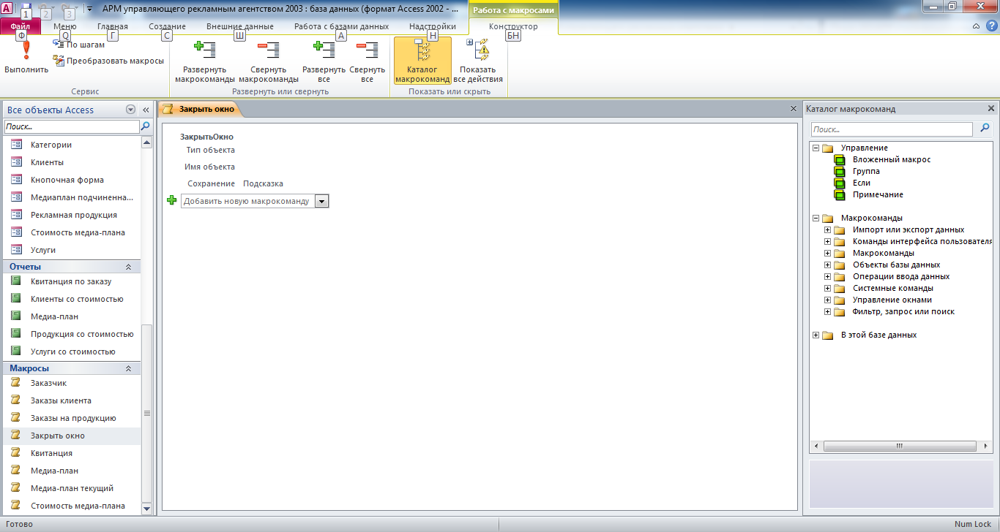 АРМ управляющего рекламным агентством 2003 : база данных (формат Access 2002 - ...
Работа с макросами
1 2 3
Файл Меню Главная Создание Внешние данные Работа с базами данных Надстройки Конструктор
Ф Q Г С Ш А Н БН
Выполнить
По шагам
Преобразовать макросы
Развернуть макрокоманды
Свернуть макрокоманды
Развернуть все
Свернуть все
Каталог макрокоманд
Показать все действия
Сервис
Развернуть или свернуть
Показать или скрыть
Все объекты Access
Поиск...
Категории
Клиенты
Кнопочная форма
Медиаплан подчиненна...
Рекламная продукция
Стоимость медиа-плана
Услуги
Отчеты
Квитанция по заказу
Клиенты со стоимостью
Медиа-план
Продукция со стоимостью
Услуги со стоимостью
Макросы
Заказчик
Заказы клиента
Заказы на продукцию
Закрыть окно
Квитанция
Медиа-план
Медиа-план текущий
Стоимость медиа-плана
Закрыть окно
ЗакрытьОкно
Тип объекта
Имя объекта
Сохранение Подсказка
Добавить новую макрокоманду
Каталог макрокоманд
Поиск...
Управление
Вложенный макрос
Группа
Если
Примечание
Макрокоманды
Импорт или экспорт данных
Команды интерфейса пользователя
Макрокоманды
Объекты базы данных
Операции ввода данных
Системные команды
Управление окнами
Фильтр, запрос или поиск
В этой базе данных
Готово
Num Lock